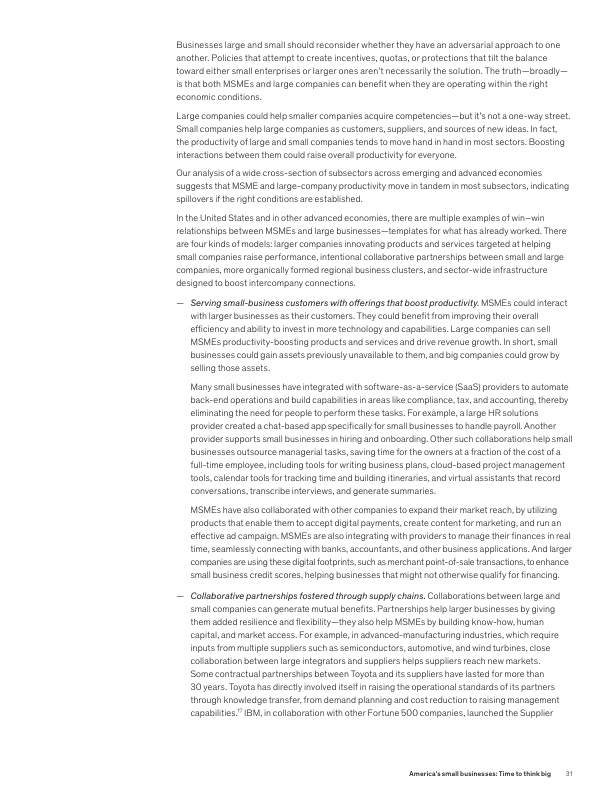 Businesses large and small should reconsider whether they have an adversarial approach to one
another. Policies that attempt to create incentives, quotas, or protections that tilt the balance
toward either small enterprises or larger ones aren't necessarily the solution. The truth—broadly—
is that both MSMEs and large companies can benefit when they are operating within the right
economic conditions.
Large companies could help smaller companies acquire competencies—but it's not a one-way street.
Small companies help large companies as customers, suppliers, and sources of new ideas. In fact,
the productivity of large and small companies tends to move hand in hand in most sectors. Boosting
interactions between them could raise overall productivity for everyone.
Our analysis of a wide cross-section of subsectors across emerging and advanced economies
suggests that MSME and large-company productivity move in tandem in most subsectors, indicating
spillovers if the right conditions are established.
In the United States and in other advanced economies, there are multiple examples of win–win
relationships between MSMEs and large businesses—templates for what has already worked. There
are four kinds of models: larger companies innovating products and services targeted at helping
small companies raise performance, intentional collaborative partnerships between small and large
companies, more organically formed regional business clusters, and sector-wide infrastructure
designed to boost intercompany connections.
— Serving small-business customers with offerings that boost productivity. MSMEs could interact
with larger businesses as their customers. They could benefit from improving their overall
efficiency and ability to invest in more technology and capabilities. Large companies can sell
MSMEs productivity-boosting products and services and drive revenue growth. In short, small
businesses could gain assets previously unavailable to them, and big companies could grow by
selling those assets.
Many small businesses have integrated with software-as-a-service (SaaS) providers to automate
back-end operations and build capabilities in areas like compliance, tax, and accounting, thereby
eliminating the need for people to perform these tasks. For example, a large HR solutions
provider created a chat-based app specifically for small businesses to handle payroll. Another
provider supports small businesses in hiring and onboarding. Other such collaborations help small
businesses outsource managerial tasks, saving time for the owners at a fraction of the cost of a
full-time employee, including tools for writing business plans, cloud-based project management
tools, calendar tools for tracking time and building itineraries, and virtual assistants that record
conversations, transcribe interviews, and generate summaries.
MSMEs have also collaborated with other companies to expand their market reach, by utilizing
products that enable them to accept digital payments, create content for marketing, and run an
effective ad campaign. MSMEs are also integrating with providers to manage their finances in real
time, seamlessly connecting with banks, accountants, and other business applications. And larger
companies are using these digital footprints, such as merchant point-of-sale transactions, to enhance
small business credit scores, helping businesses that might not otherwise qualify for financing.
— Collaborative partnerships fostered through supply chains. Collaborations between large and
small companies can generate mutual benefits. Partnerships help larger businesses by giving
them added resilience and flexibility—they also help MSMEs by building know-how, human
capital, and market access. For example, in advanced-manufacturing industries, which require
inputs from multiple suppliers such as semiconductors, automotive, and wind turbines, close
collaboration between large integrators and suppliers helps suppliers reach new markets.
Some contractual partnerships between Toyota and its suppliers have lasted for more than
30 years. Toyota has directly involved itself in raising the operational standards of its partners
through knowledge transfer, from demand planning and cost reduction to raising management
capabilities.17 IBM, in collaboration with other Fortune 500 companies, launched the Supplier
America's small businesses: Time to think big 31